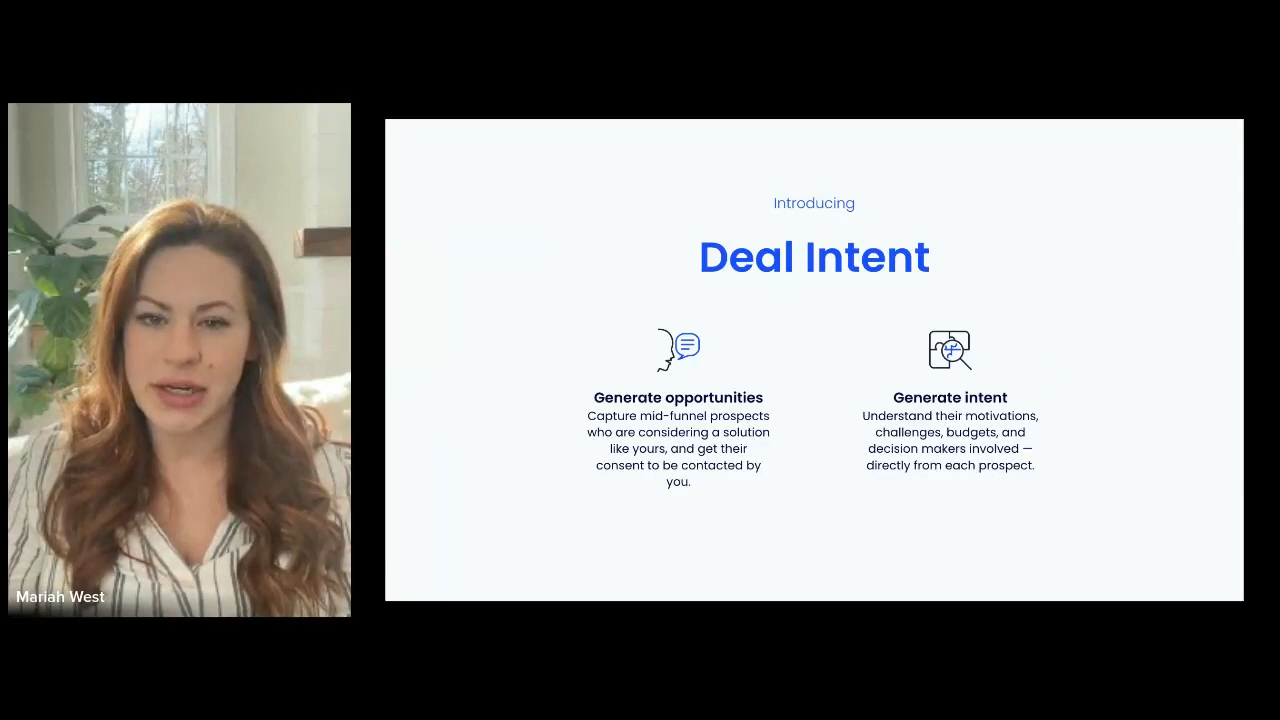 Mariah West
Introducing
Deal Intent
Generate opportunities
Capture mid-funnel prospects
who are considering a solution
like yours, and get their
consent to be contacted by
you.
Generate intent
Understand their motivations,
challenges, budgets, and
decision makers involved —
directly from each prospect.